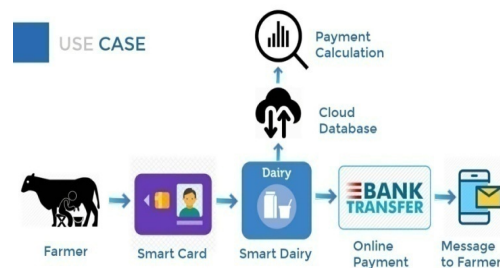 USE CASE
Payment
Calculation
Cloud
Database
Dairy
BANK
TRANSFER
Farmer
Smart Card
Smart Dairy
Online
Payment
Message
to Farmer